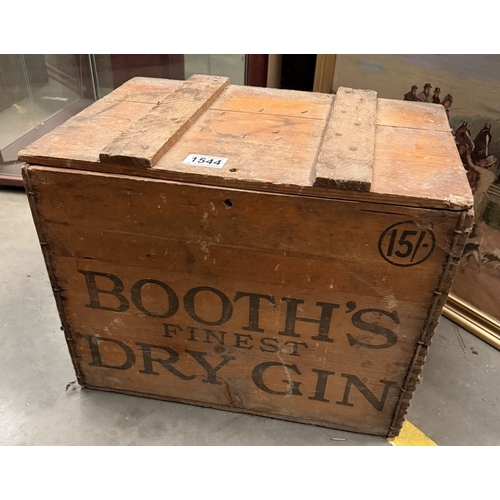 1544
15/-
BOOTH'S
FINEST
DRY GIN